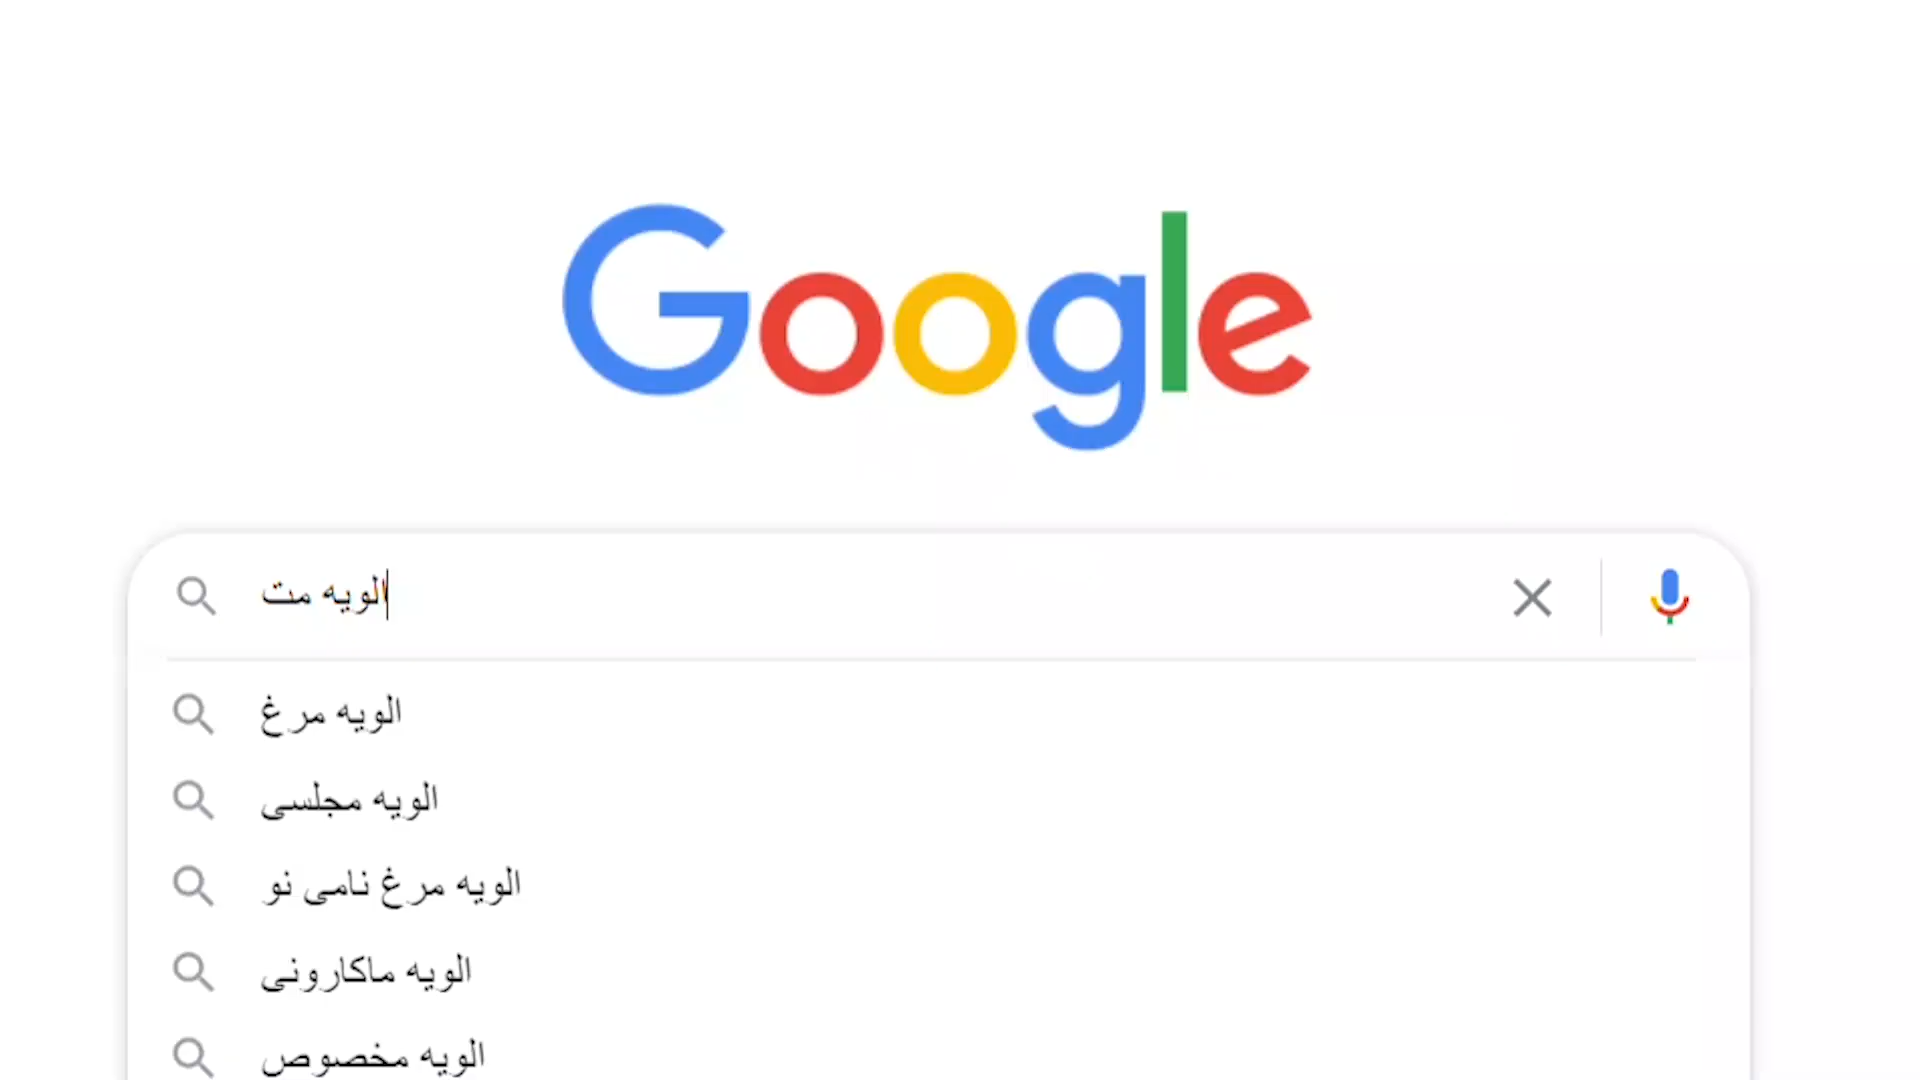 Google
الویه مت
الویه مرغ
الویه مجلسی
الویه مرغ نامی نو
الویه ماکارونی
الویه مخصوص